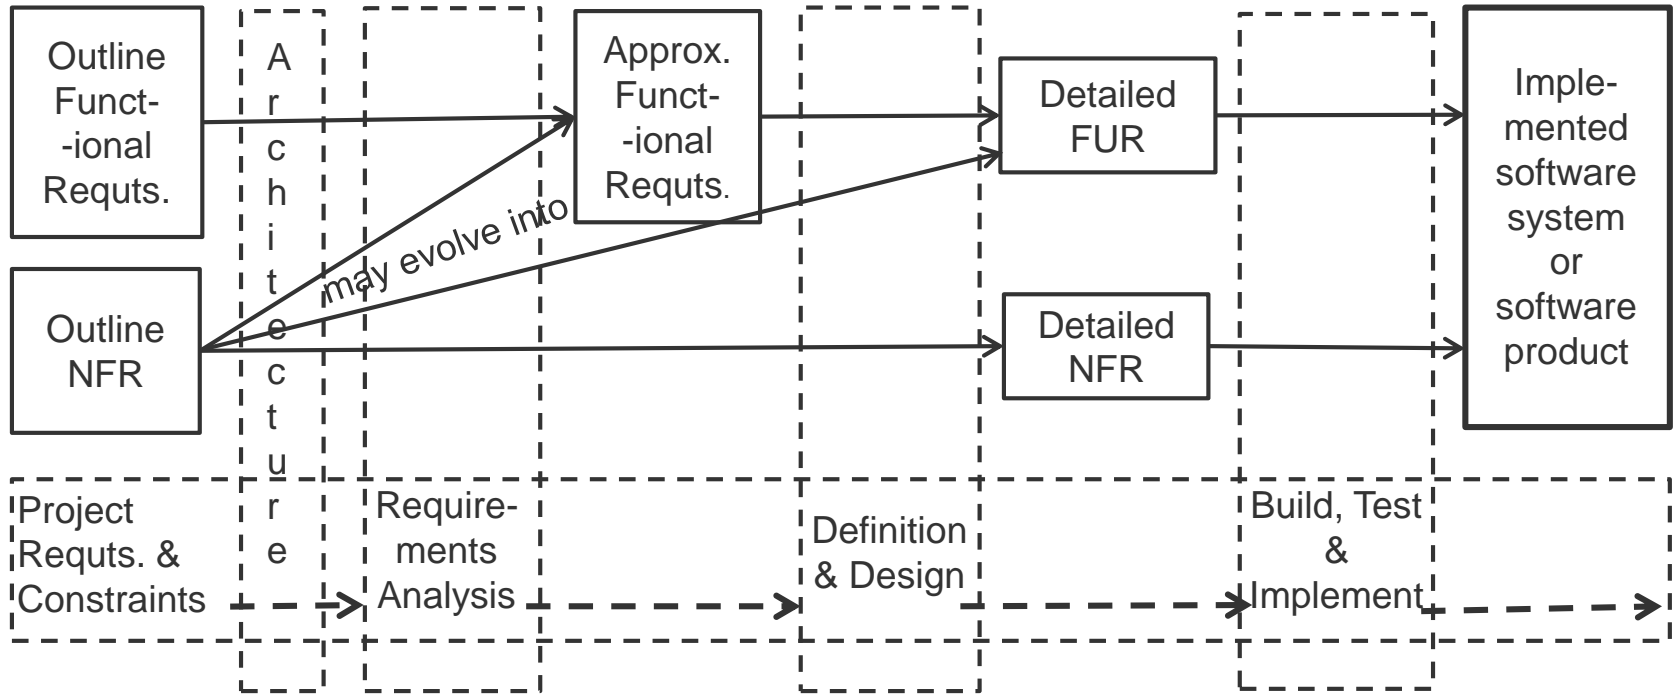 Outline
Funct-
-ional
Requts.
Outline
NFR
A
r
c
h
i
t
e
c
t
u
r
e
may evolve into
Approx.
Funct-
-ional
Requts.
Detailed
FUR
Detailed
NFR
Imple-
mented
software
system
or
software
product
Project
Requts. &
Constraints
Require-
ments
Analysis
Definition
& Design
Build, Test
&
Implement